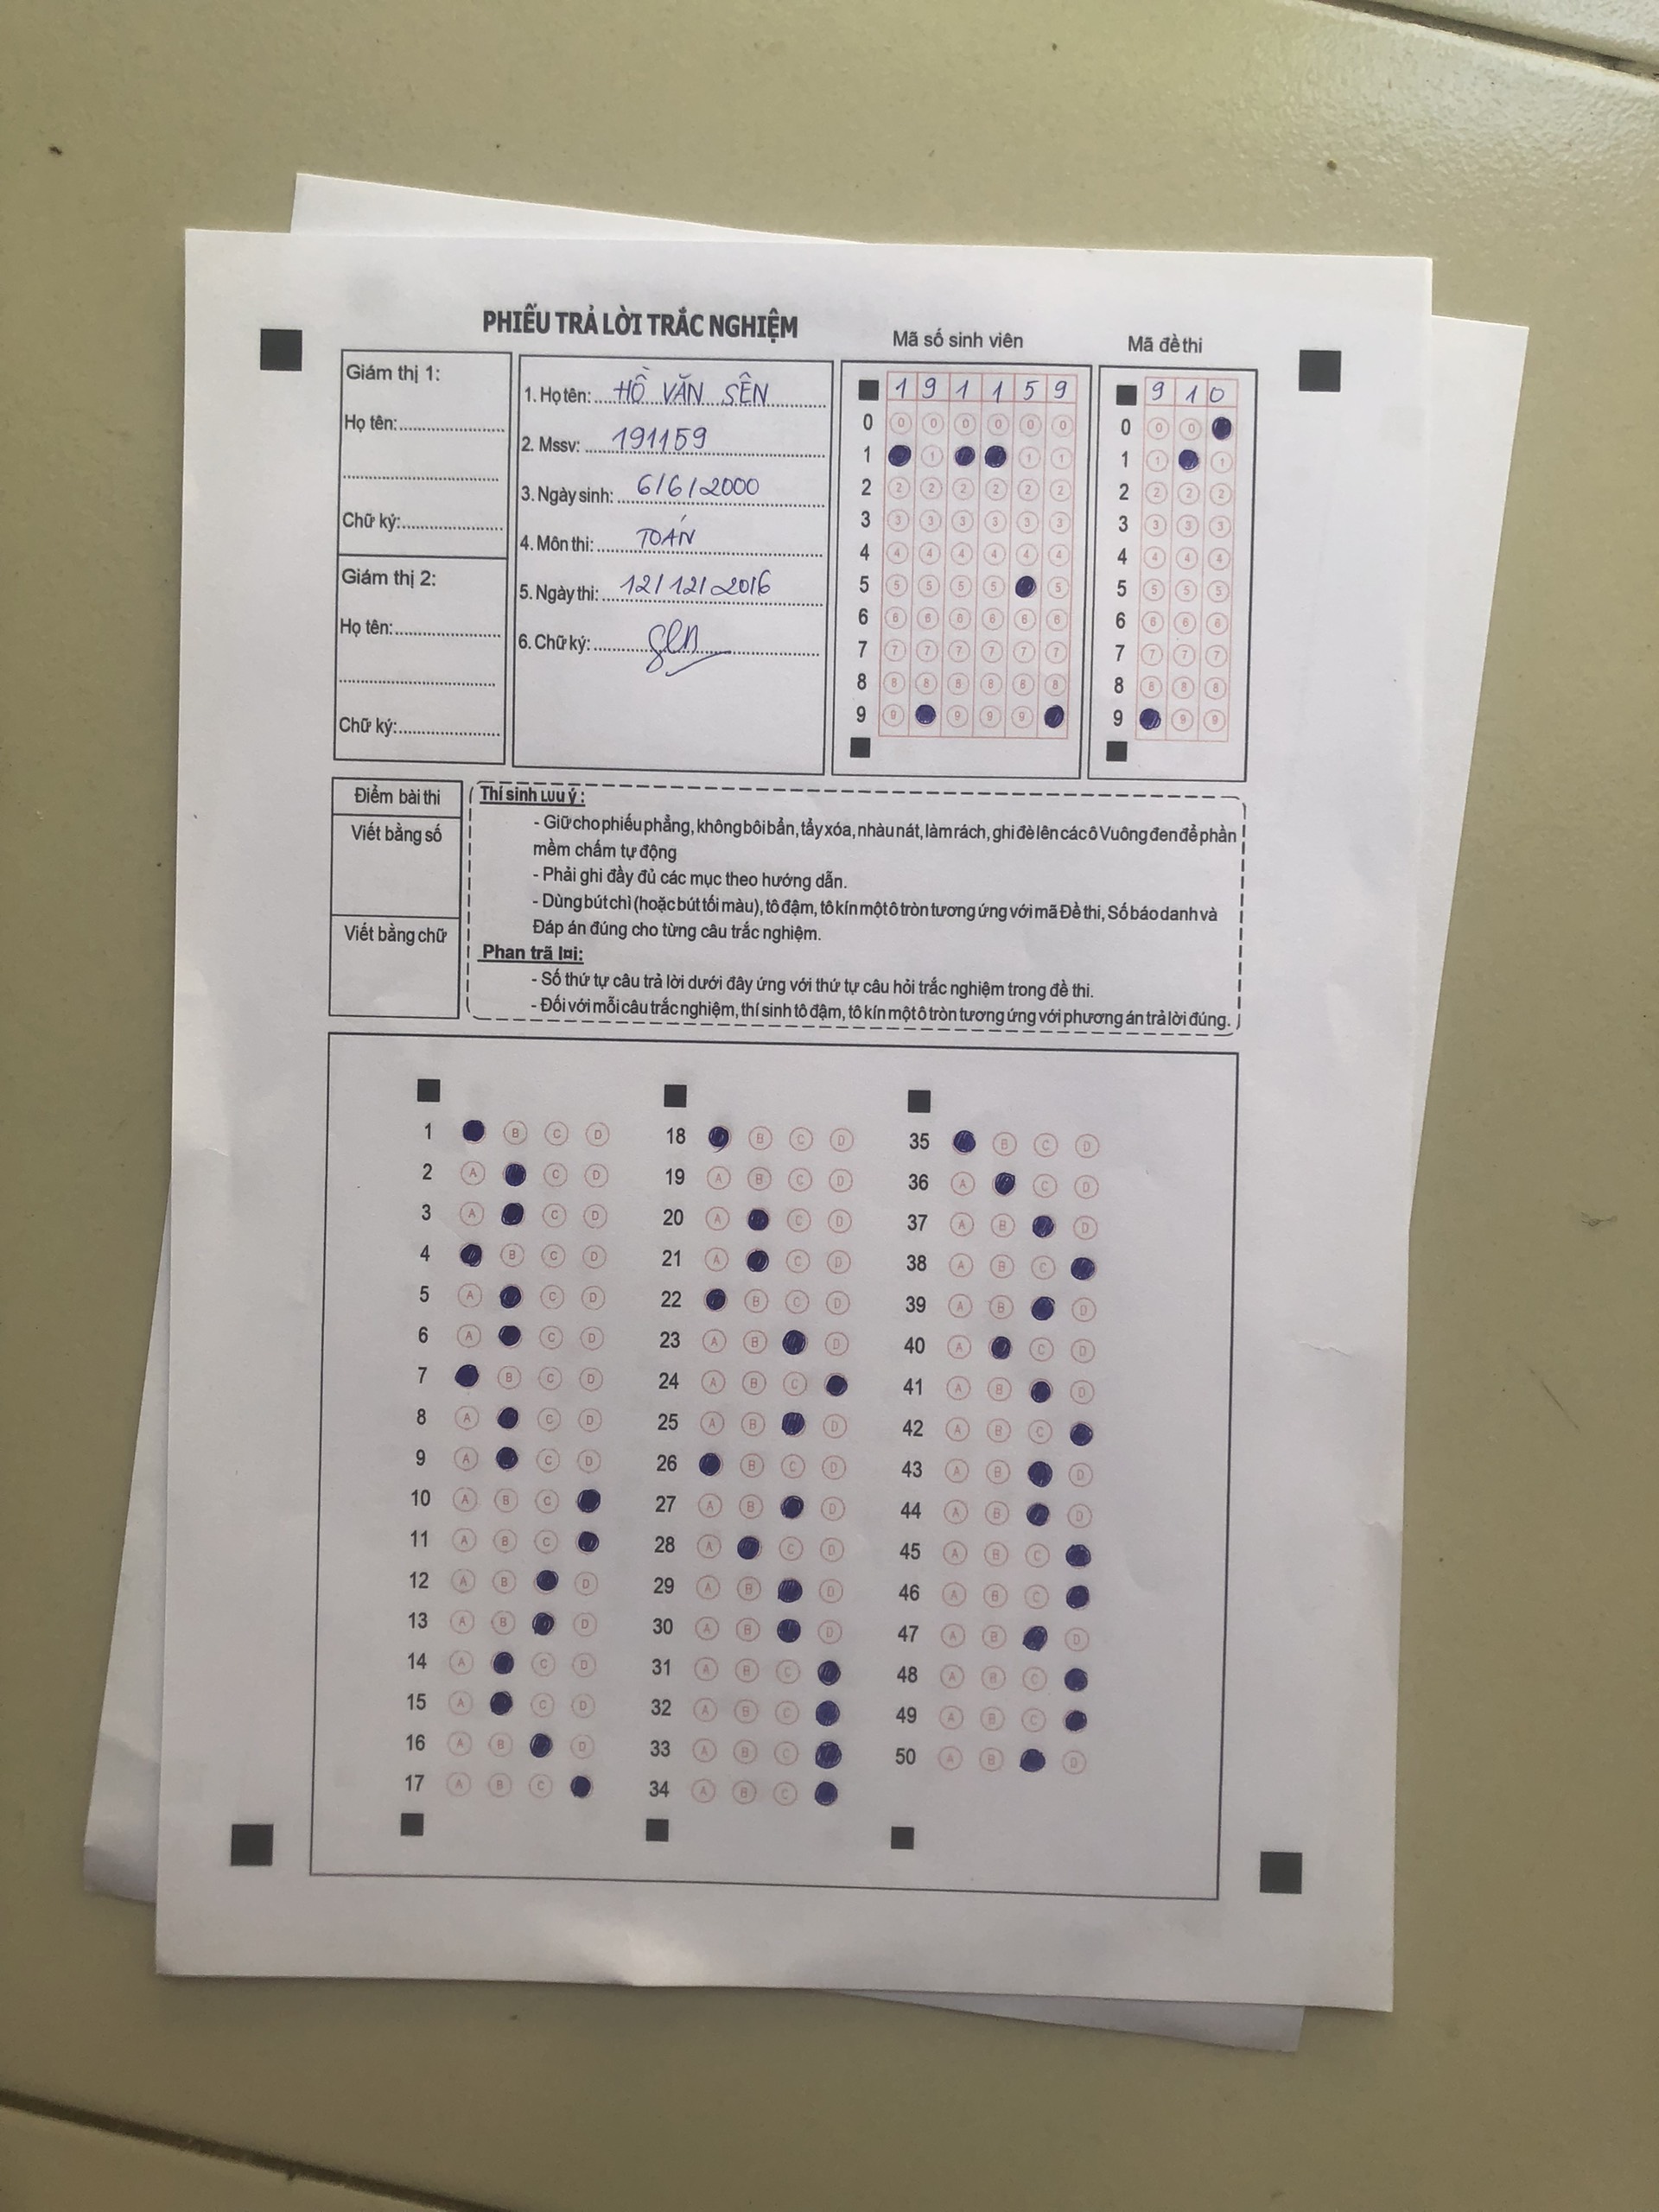 PHIẾU TRẢ LỜI TRẮC NGHIỆM
Mã số sinh viên
Mã đề thi
Giám thị 1:
Họ tên:
Chữ ký:
Giám thị 2:
Họ tên:
Chữ ký:
1. Họ tên: HỒ VĂN SÊN
2. Mssv: 191159
3. Ngày sinh: 6/6/2000
4. Môn thi: TOÁN
5. Ngày thi: 12/12/2016
6. Chữ ký: Sen
1 9 1 1 5 9
0 0 0 0 0 0 0
1 1 1 1
2 2 2 2 2 2 2
3 3 3 3 3 3 3
4 4 4 4 4 4 4
5 5 5 5 5 5
6 6 6 6 6 6 6
7 7 7 7 7 7 7
8 8 8 8 8 8 8
9 9 9 9 9
9 1 0
0 0 0
1 1 1
2 2 2 2
3 3 3 3
4 4 4 4
5 5 5 5
6 6 6 6
7 7 7 7
8 8 8 8
9 9 9
Điểm bài thi
Viết bằng số
Viết bằng chữ
Thí sinh Lưu ý :
- Giữ cho phiếu phẳng, không bôi bẩn, tẩy xóa, nhàu nát, làm rách, ghi đè lên các ô Vuông đen để phần
mềm chấm tự động
- Phải ghi đầy đủ các mục theo hướng dẫn.
- Dùng bút chì (hoặc bút tối màu), tô đậm, tô kín một ô tròn tương ứng với mã Đề thi, Số báo danh và
Đáp án đúng cho từng câu trắc nghiệm.
Phan trã lơi:
- Số thứ tự câu trả lời dưới đây ứng với thứ tự câu hỏi trắc nghiệm trong đề thi.
- Đối với mỗi câu trắc nghiệm, thí sinh tô đậm, tô kín một ô tròn tương ứng với phương án trả lời đúng.
1 B C D
2 A C D
3 A C D
4 B C D
5 A C D
6 A C D
7 B C D
8 A C D
9 A C D
10 A B C
11 A B C
12 A B D
13 A B D
14 A C D
15 A C D
16 A B D
17 A B C
18 B C D
19 A B C D
20 A C D
21 A C D
22 B C D
23 A B D
24 A B C
25 A B D
26 B C D
27 A B D
28 A C D
29 A B D
30 A B D
31 A B C
32 A B C
33 A B C
34 A B C
35 B C D
36 A C D
37 A B D
38 A B C
39 A B D
40 A C D
41 A B D
42 A B C
43 A B D
44 A B D
45 A B C
46 A B C
47 A B D
48 A B C
49 A B C
50 A B D